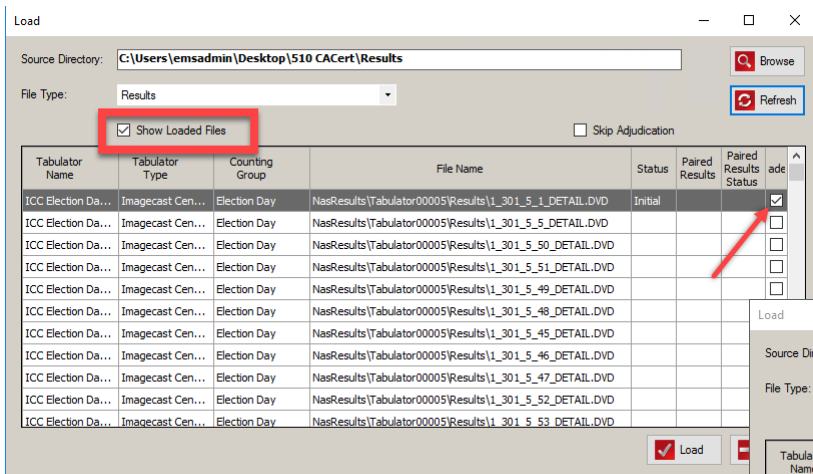 Load
Source Directory: C:\Users\emsadmin\Desktop\510 CACert\Results Browse
File Type: Results Refresh
Show Loaded Files Skip Adjudication
Tabulator Name Tabulator Type Counting Group File Name Status Paired Results Paired Results Status ade
ICC Election Da... Imagecast Cen... Election Day NasResults\Tabulator00005\Results\1_301_5_1_DETAIL.DVD Initial
ICC Election Da... Imagecast Cen... Election Day NasResults\Tabulator00005\Results\1_301_5_5_DETAIL.DVD
ICC Election Da... Imagecast Cen... Election Day NasResults\Tabulator00005\Results\1_301_5_50_DETAIL.DVD
ICC Election Da... Imagecast Cen... Election Day NasResults\Tabulator00005\Results\1_301_5_51_DETAIL.DVD
ICC Election Da... Imagecast Cen... Election Day NasResults\Tabulator00005\Results\1_301_5_49_DETAIL.DVD
ICC Election Da... Imagecast Cen... Election Day NasResults\Tabulator00005\Results\1_301_5_48_DETAIL.DVD
ICC Election Da... Imagecast Cen... Election Day NasResults\Tabulator00005\Results\1_301_5_45_DETAIL.DVD
ICC Election Da... Imagecast Cen... Election Day NasResults\Tabulator00005\Results\1_301_5_46_DETAIL.DVD
ICC Election Da... Imagecast Cen... Election Day NasResults\Tabulator00005\Results\1_301_5_47_DETAIL.DVD
ICC Election Da... Imagecast Cen... Election Day NasResults\Tabulator00005\Results\1_301_5_52_DETAIL.DVD
ICC Election Da... Imagecast Cen... Election Day NasResults\Tabulator00005\Results\1_301_5_53_DETAIL.DVD
Load
Load
Source Di
File Type:
Tabula
Name